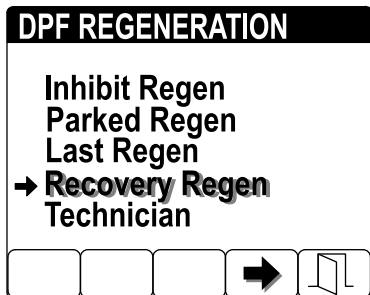 DPF REGENERATION
Inhibit Regen
Parked Regen
Last Regen
Recovery Regen
Technician